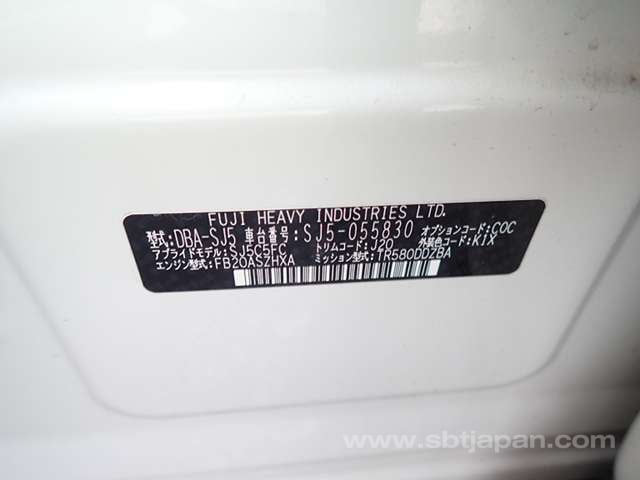 FUJI HEAVY INDUSTRIES LTD.
型式:DBA-SJ5 車台番号:SJ5-055830 オプションコード:COC
アプライドモデル:SJ5C5FC トリムコード:J20 外装色コード:K1X
エンジン型式:FB20ASZHXA ミッション型式:TR580DDZBA
www.sbtjapan.com